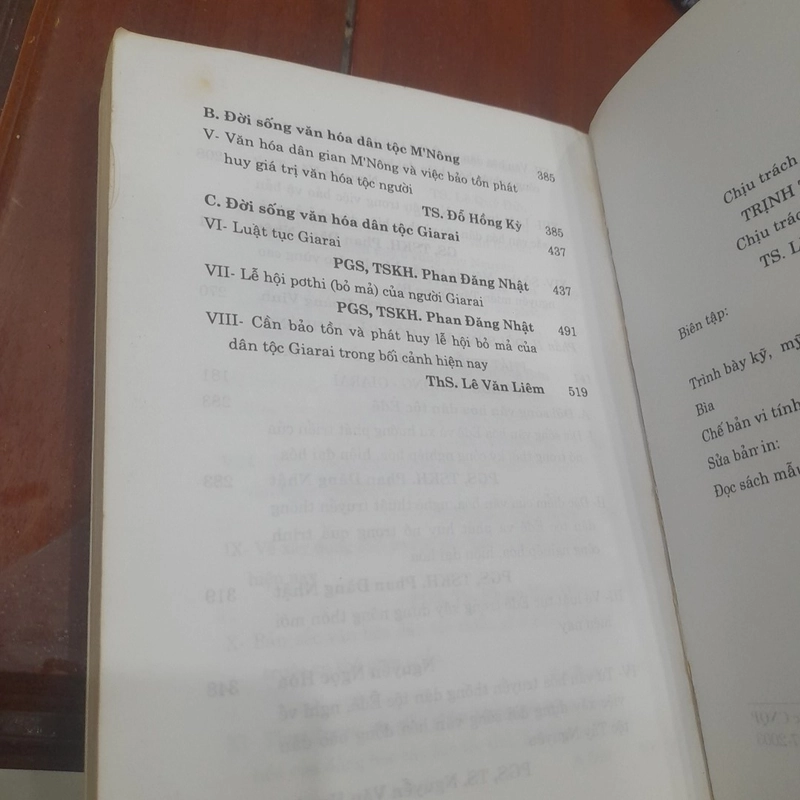 B. Đời sống văn hóa dân tộc M'Nông 385
V- Văn hóa dân gian M'Nông và việc bảo tồn phát
huy giá trị văn hóa tộc người
TS. Đỗ Hồng Kỳ 385
C. Đời sống văn hóa dân tộc Giarai 437
VI- Luật tục Giarai
PGS, TSKH. Phan Đăng Nhật 437
VII- Lễ hội pơthi (bỏ mả) của người Giarai
PGS, TSKH. Phan Đăng Nhật 491
VIII- Cần bảo tồn và phát huy lễ hội bỏ mả của
dân tộc Giarai trong bối cảnh hiện nay
ThS. Lê Văn Liêm 519
Chịu trách
TRỊNH
Chịu trách
TS.
Biên tập:
Trình bày kỹ, mỹ
Bìa
Chế bản vi tính
Sửa bản in:
Đọc sách mẫu